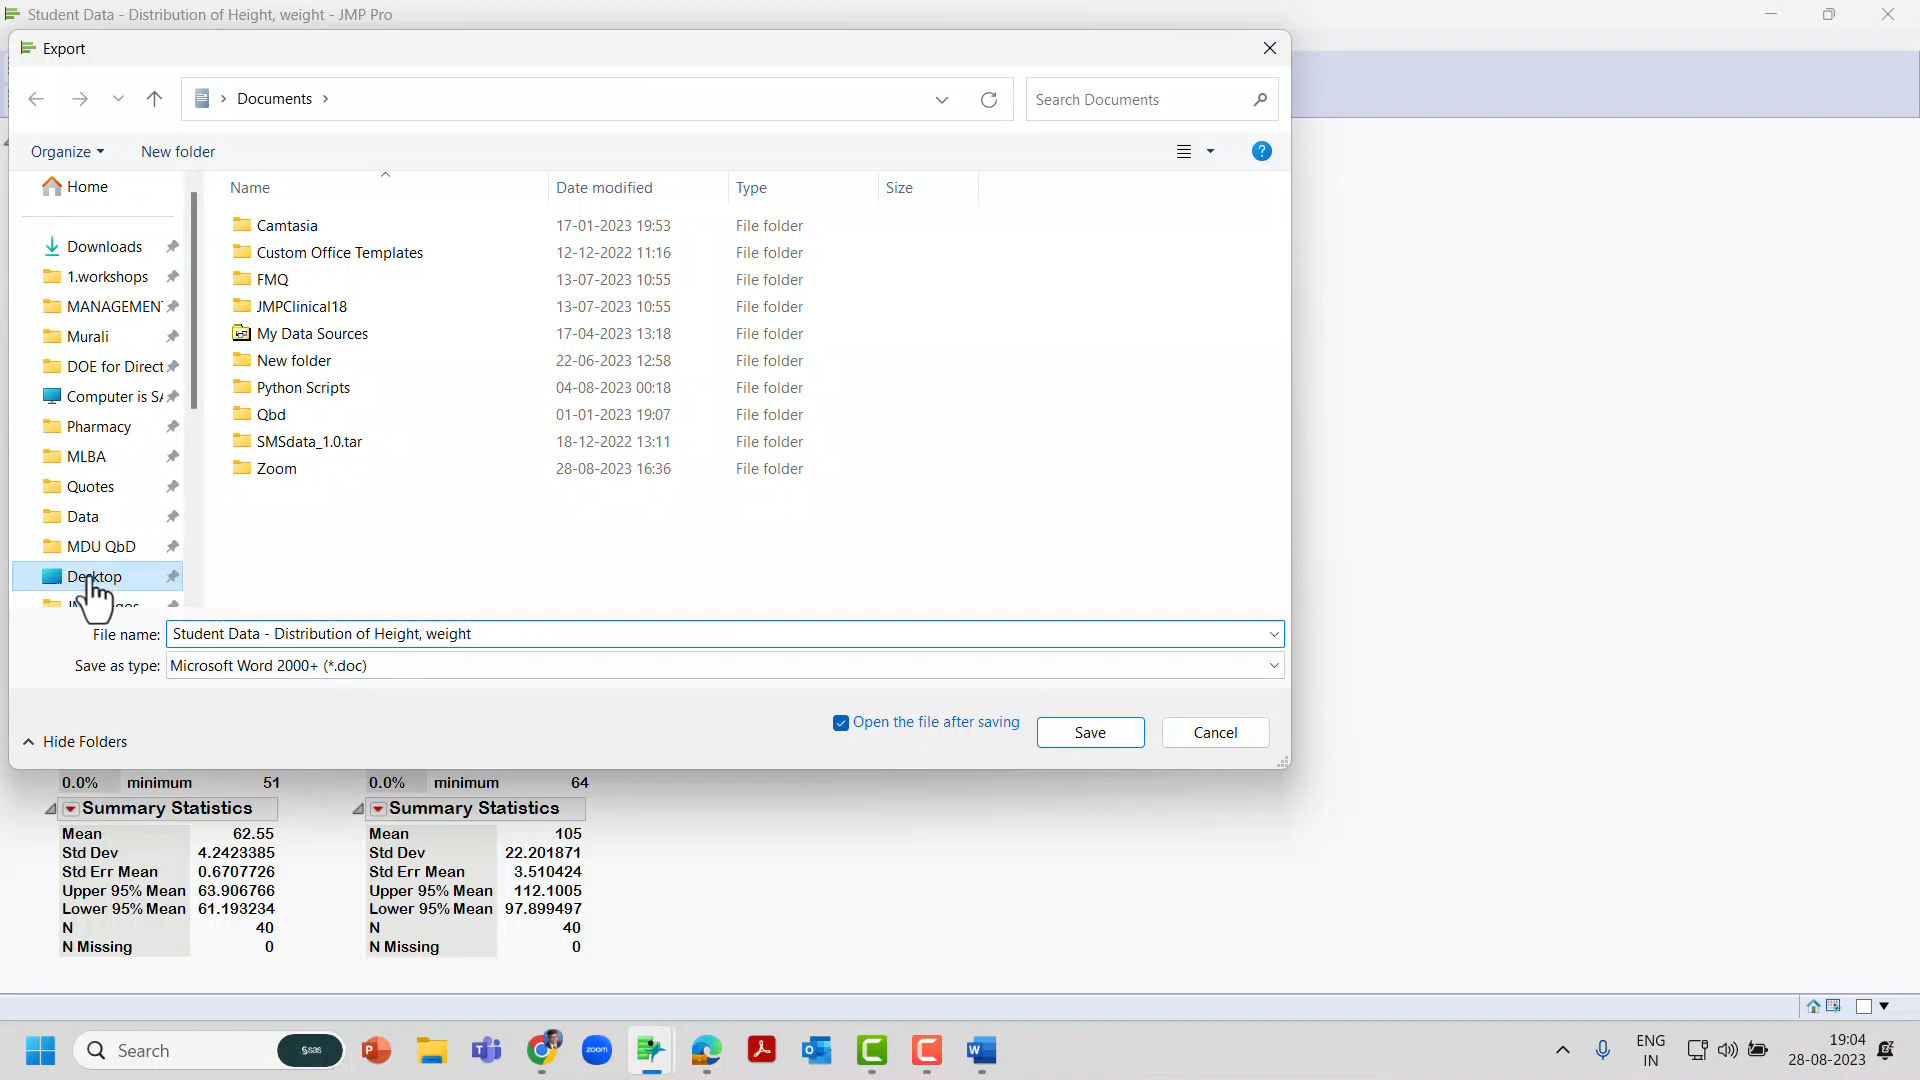 Student Data - Distribution of Height, weight - JMP Pro
Export
Documents
Search Documents
Organize
New folder
Name Date modified Type Size
Home
Downloads
1.workshops
MANAGEMEN
Murali
DOE for Direct
Computer is SA
Pharmacy
MLBA
Quotes
Data
MDU QbD
Desktop
Camtasia 17-01-2023 19:53 File folder
Custom Office Templates 12-12-2022 11:16 File folder
FMQ 13-07-2023 10:55 File folder
JMPClinical18 13-07-2023 10:55 File folder
My Data Sources 17-04-2023 13:18 File folder
New folder 22-06-2023 12:58 File folder
Python Scripts 04-08-2023 00:18 File folder
Qbd 01-01-2023 19:07 File folder
SMSdata_1.0.tar 18-12-2022 13:11 File folder
Zoom 28-08-2023 16:36 File folder
File name: Student Data - Distribution of Height, weight
Save as type: Microsoft Word 2000+ (*.doc)
Open the file after saving
Save
Cancel
Hide Folders
0.0% minimum 51
Summary Statistics
Mean 62.55
Std Dev 4.2423385
Std Err Mean 0.6707726
Upper 95% Mean 63.906766
Lower 95% Mean 61.193234
N 40
N Missing 0
0.0% minimum 64
Summary Statistics
Mean 105
Std Dev 22.201871
Std Err Mean 3.510424
Upper 95% Mean 112.1005
Lower 95% Mean 97.899497
N 40
N Missing 0
Search
sas
zoom
ENG
IN
19:04
28-08-2023